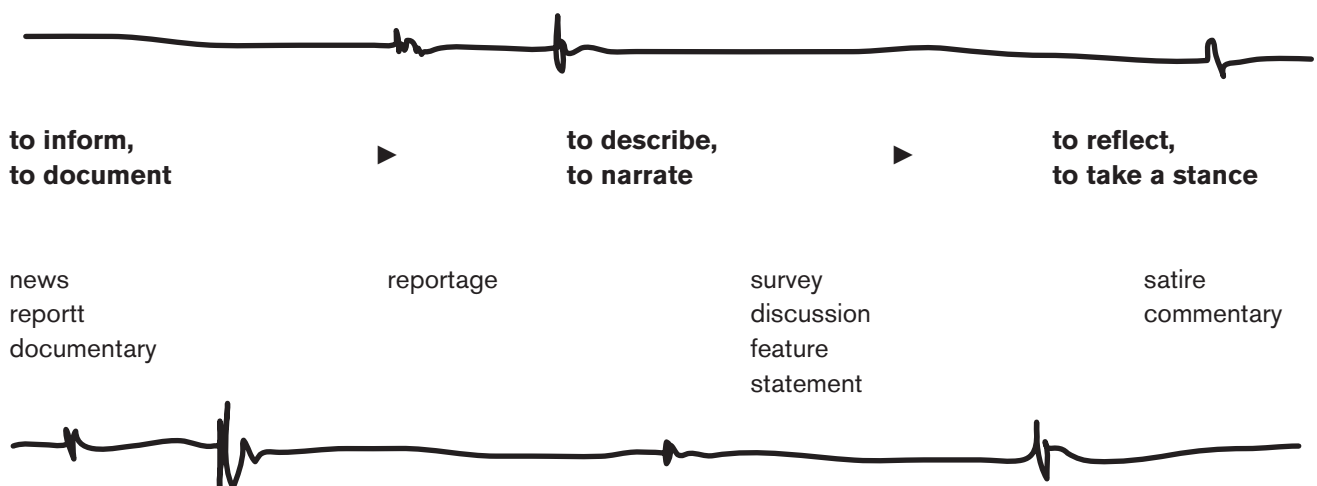 to inform,
to document
▶
to describe,
to narrate
▶
to reflect,
to take a stance
news
reportt
documentary
reportage
survey
discussion
feature
statement
satire
commentary